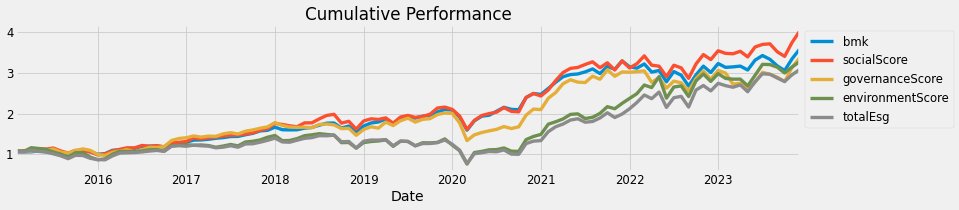 Cumulative Performance
4
3
2
1
2016 2017 2018 2019 2020 2021 2022 2023
Date
bmk
socialScore
governanceScore
environmentScore
totalEsg